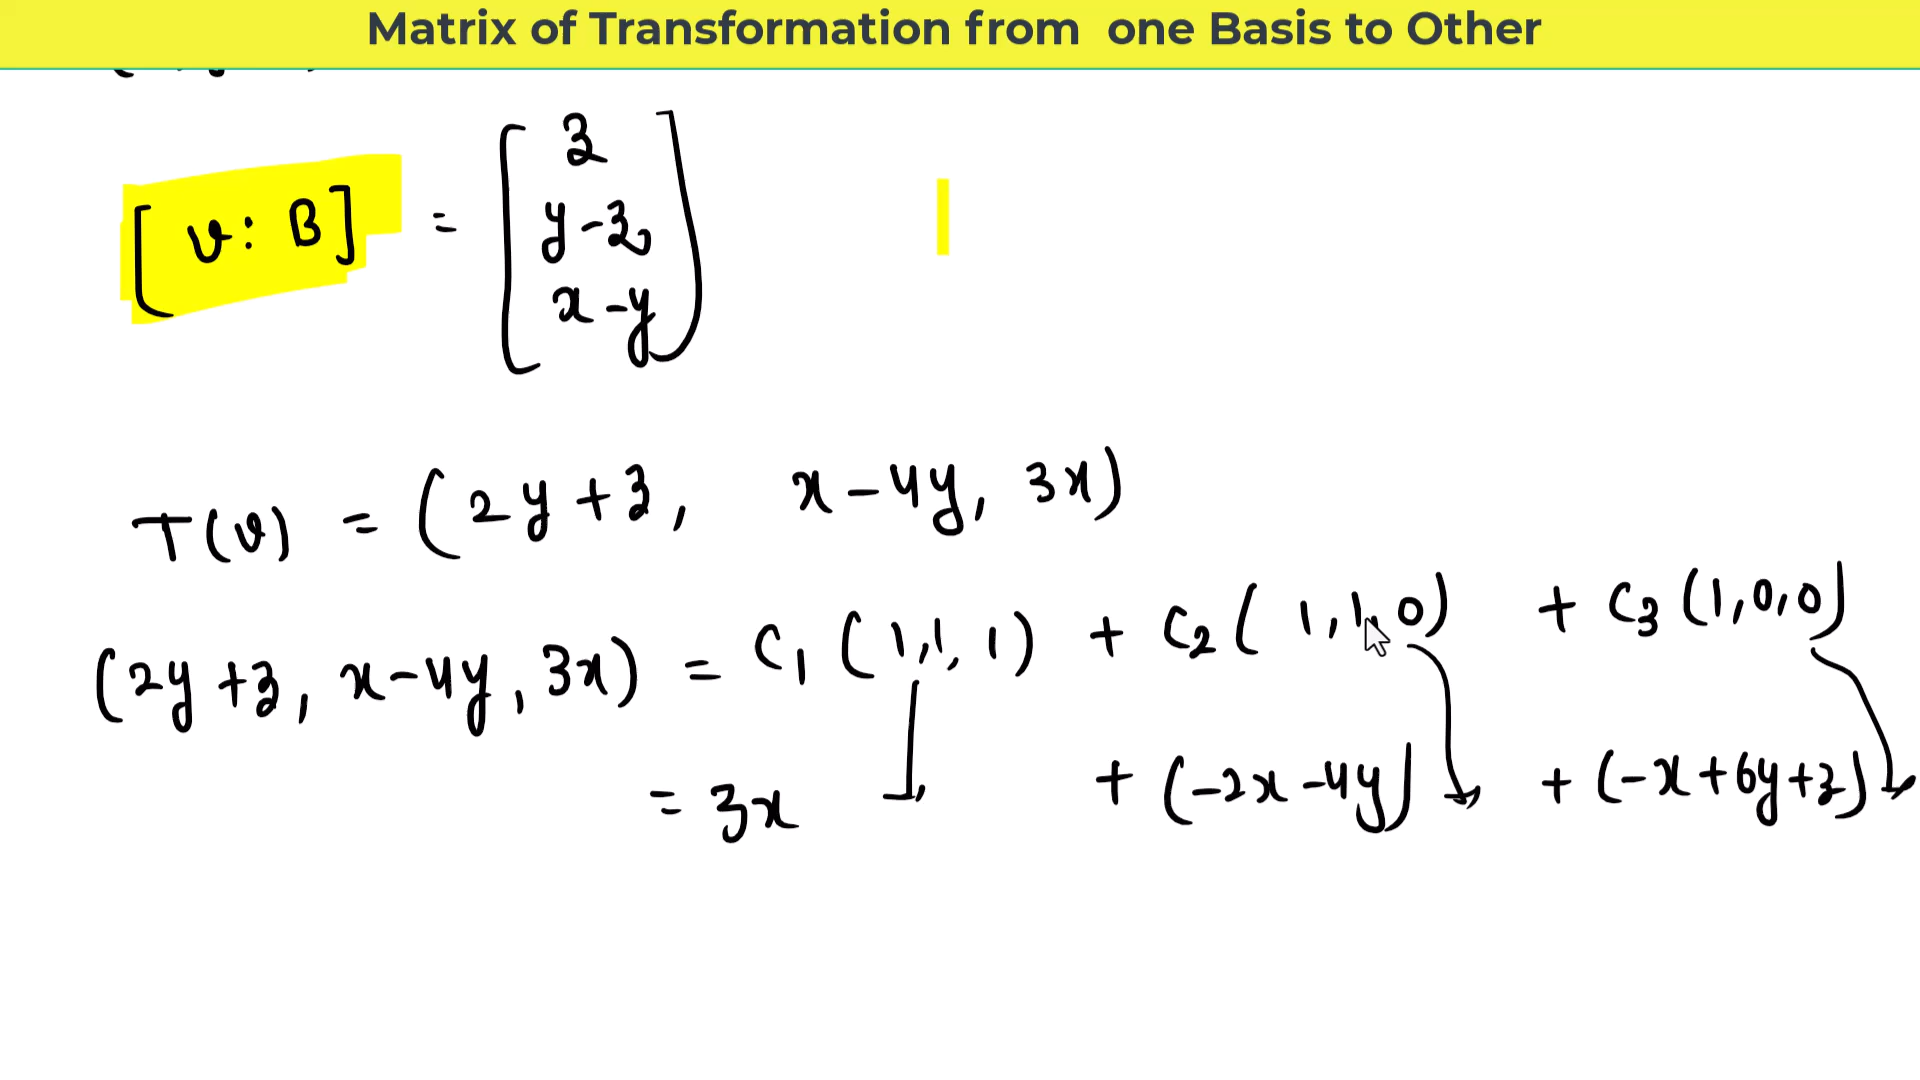 Matrix of Transformation from one Basis to Other
z
[v: B] = y-z
x-y
T(v) = (2y+z, x-4y, 3x)
(2y+z, x-4y, 3x) = C1 (1,1,1) + C2 (1,1,0) + C3 (1,0,0)
= 3x + (-2x-4y) + (-x+6y+z)